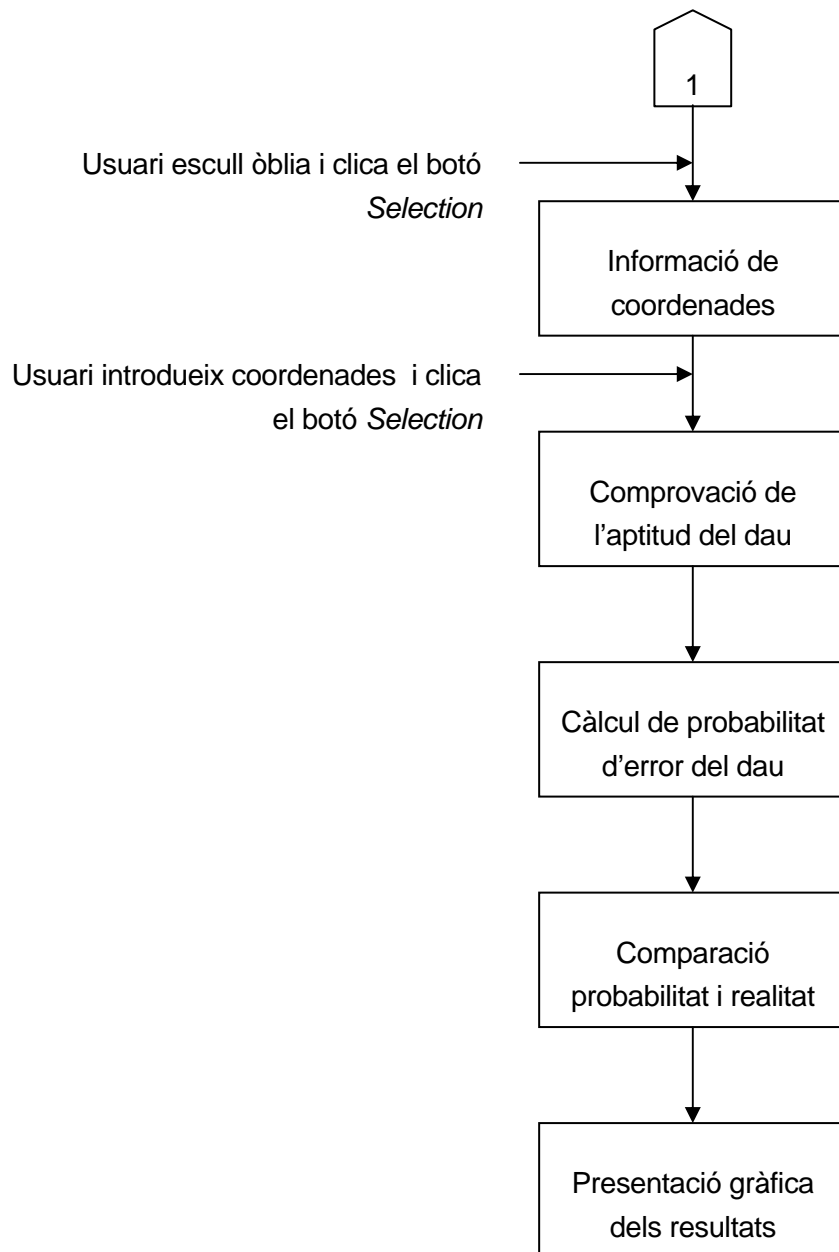 1
Usuari escull òblia i clica el botó
Selection
Informació de
coordenades
Usuari introdueix coordenades i clica
el botó Selection
Comprovació de
l’aptitud del dau
Càlcul de probabilitat
d’error del dau
Comparació
probabilitat i realitat
Presentació gràfica
dels resultats